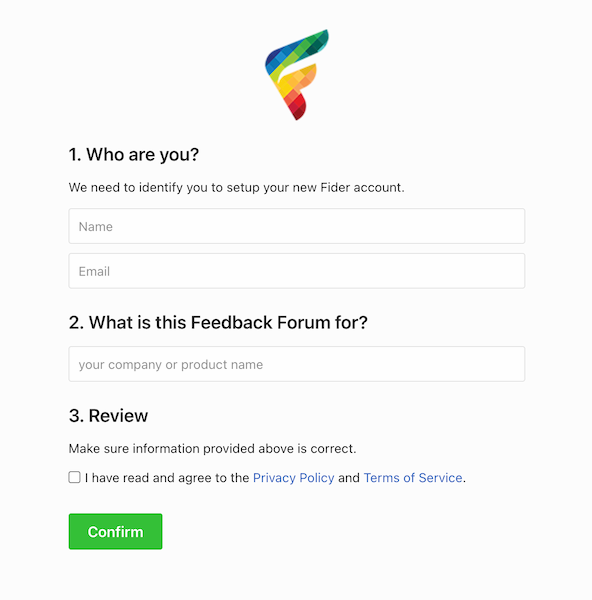 1. Who are you?
We need to identify you to setup your new Fider account.
Name
Email
2. What is this Feedback Forum for?
your company or product name
3. Review
Make sure information provided above is correct.
I have read and agree to the Privacy Policy and Terms of Service.
Confirm